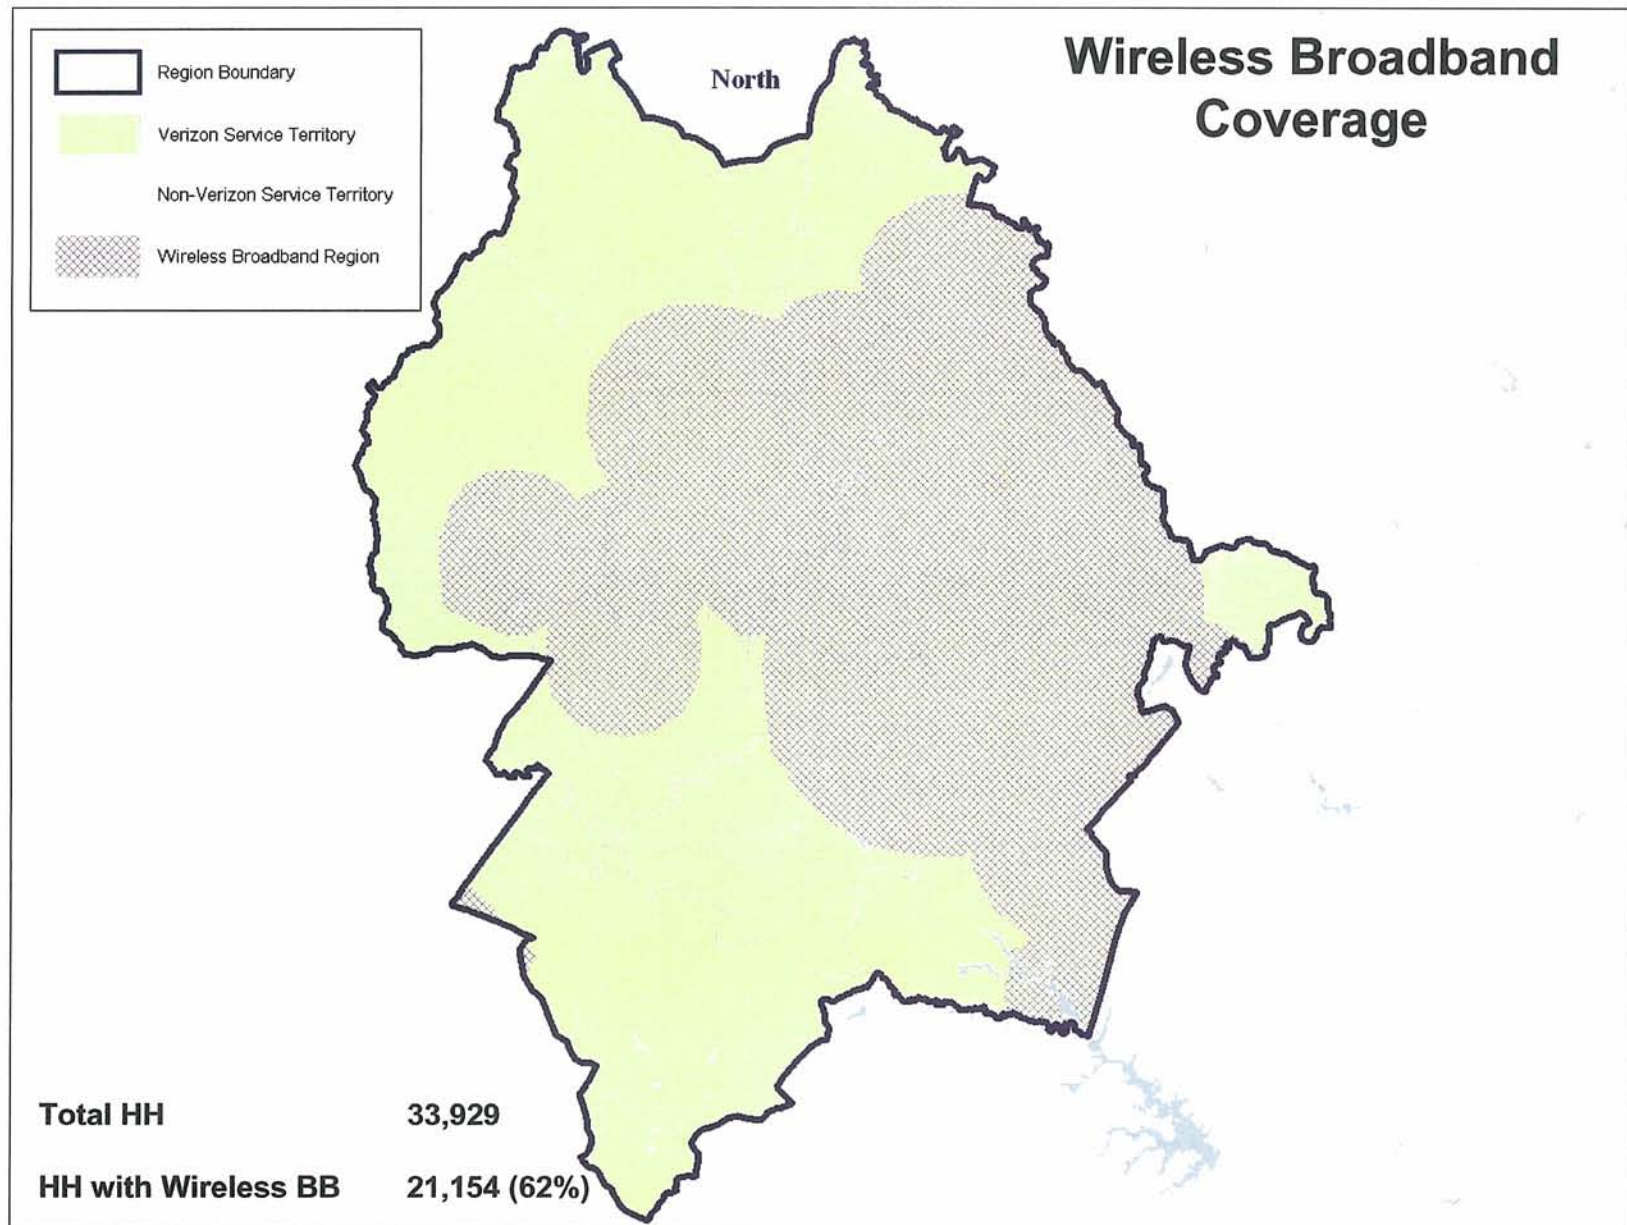 Wireless Broadband
Coverage
North
Region Boundary
Verizon Service Territory
Non-Verizon Service Territory
Wireless Broadband Region
Total HH 33,929
HH with Wireless BB 21,154 (62%)